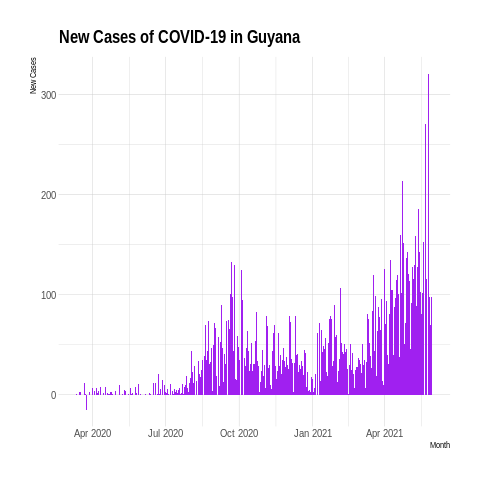 New Cases of COVID-19 in Guyana
New Cases
300
200
100
0
Apr 2020 Jul 2020 Oct 2020 Jan 2021 Apr 2021
Month